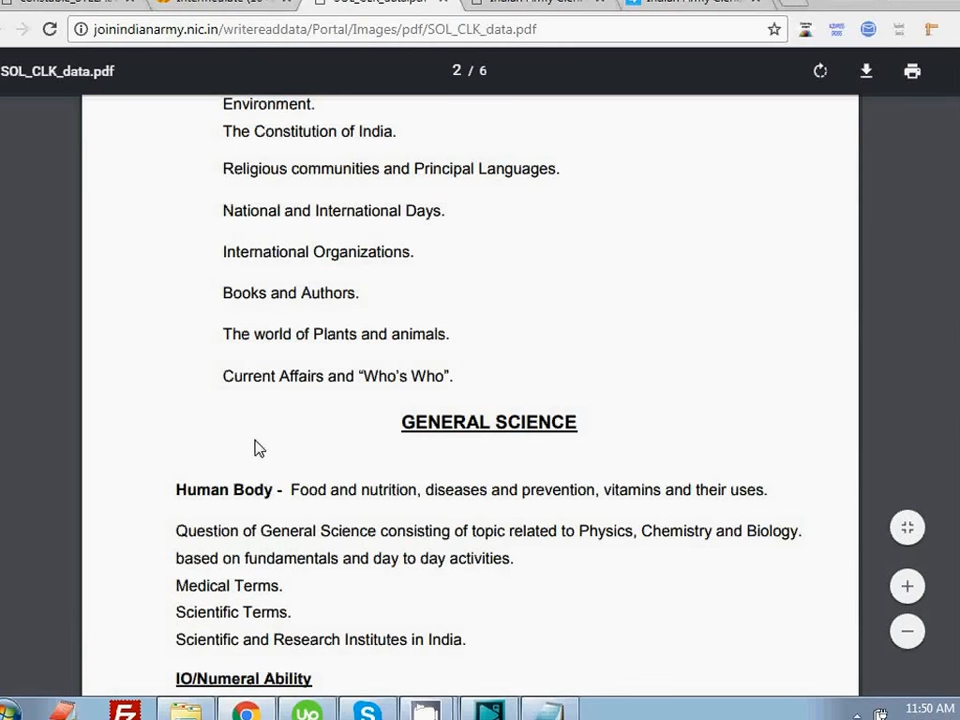 SOL_CLK_data.pdf
joinindianarmy.nic.in/writereaddata/Portal/Images/pdf/SOL_CLK_data.pdf
SOL_CLK_data.pdf
2 / 6
Environment.
The Constitution of India.
Religious communities and Principal Languages.
National and International Days.
International Organizations.
Books and Authors.
The world of Plants and animals.
Current Affairs and “Who’s Who”.
GENERAL SCIENCE
Human Body - Food and nutrition, diseases and prevention, vitamins and their uses.
Question of General Science consisting of topic related to Physics, Chemistry and Biology.
based on fundamentals and day to day activities.
Medical Terms.
Scientific Terms.
Scientific and Research Institutes in India.
IO/Numeral Ability
Up
11:50 AM